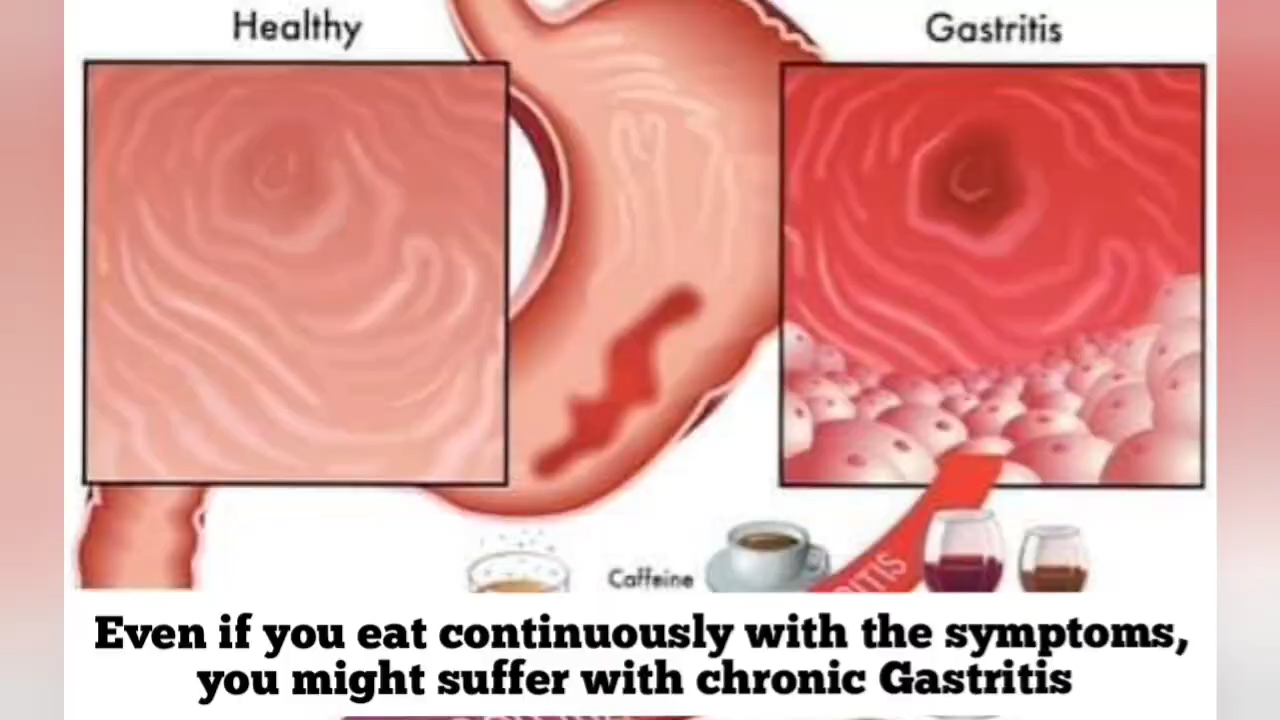 Healthy
Gastritis
Caffeine
Even if you eat continuously with the symptoms,
you might suffer with chronic Gastritis